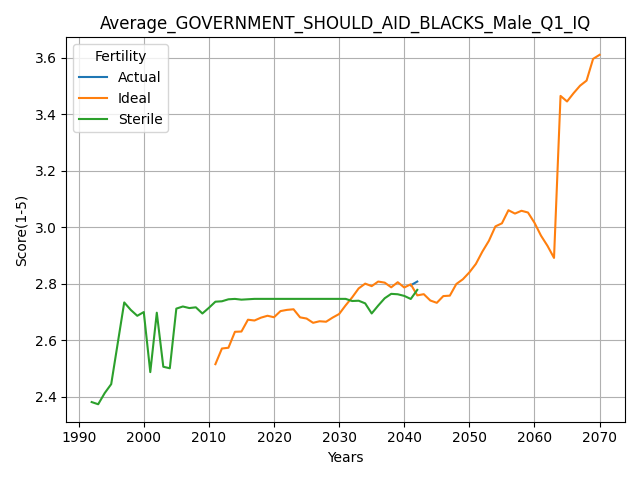 Average_GOVERNMENT_SHOULD_AID_BLACKS_Male_Q1_IQ
Fertility
Actual
Ideal
Sterile
Score(1-5)
3.6
3.4
3.2
3.0
2.8
2.6
2.4
1990 2000 2010 2020 2030 2040 2050 2060 2070
Years